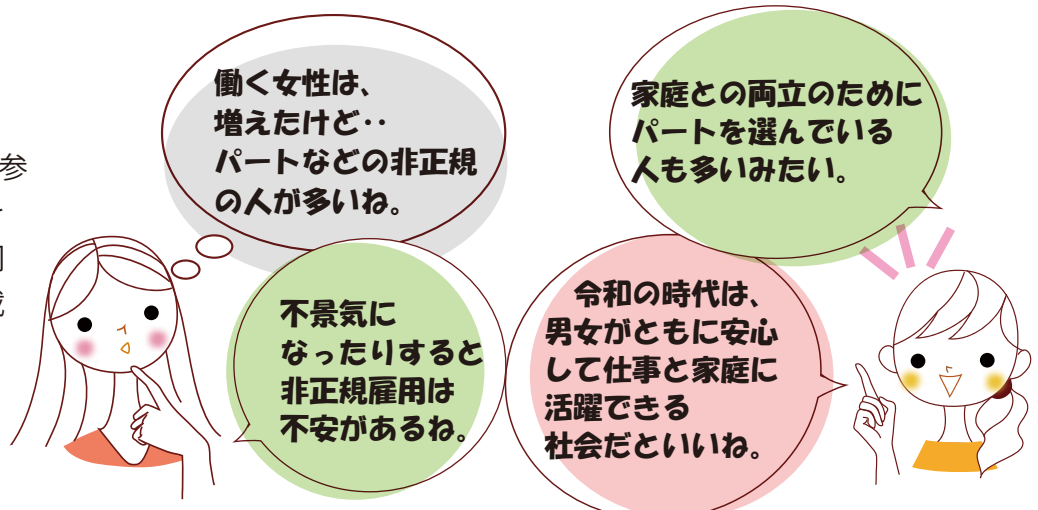 働く女性は、
増えたけど‥
パートなどの非正規
の人が多いね。
家庭との両立のために
パートを選んでいる
人も多いみたい。
不景気に
なったりすると
非正規雇用は
不安があるね。
令和の時代は、
男女がともに安心
して仕事と家庭に
活躍できる
社会だといいね。
参